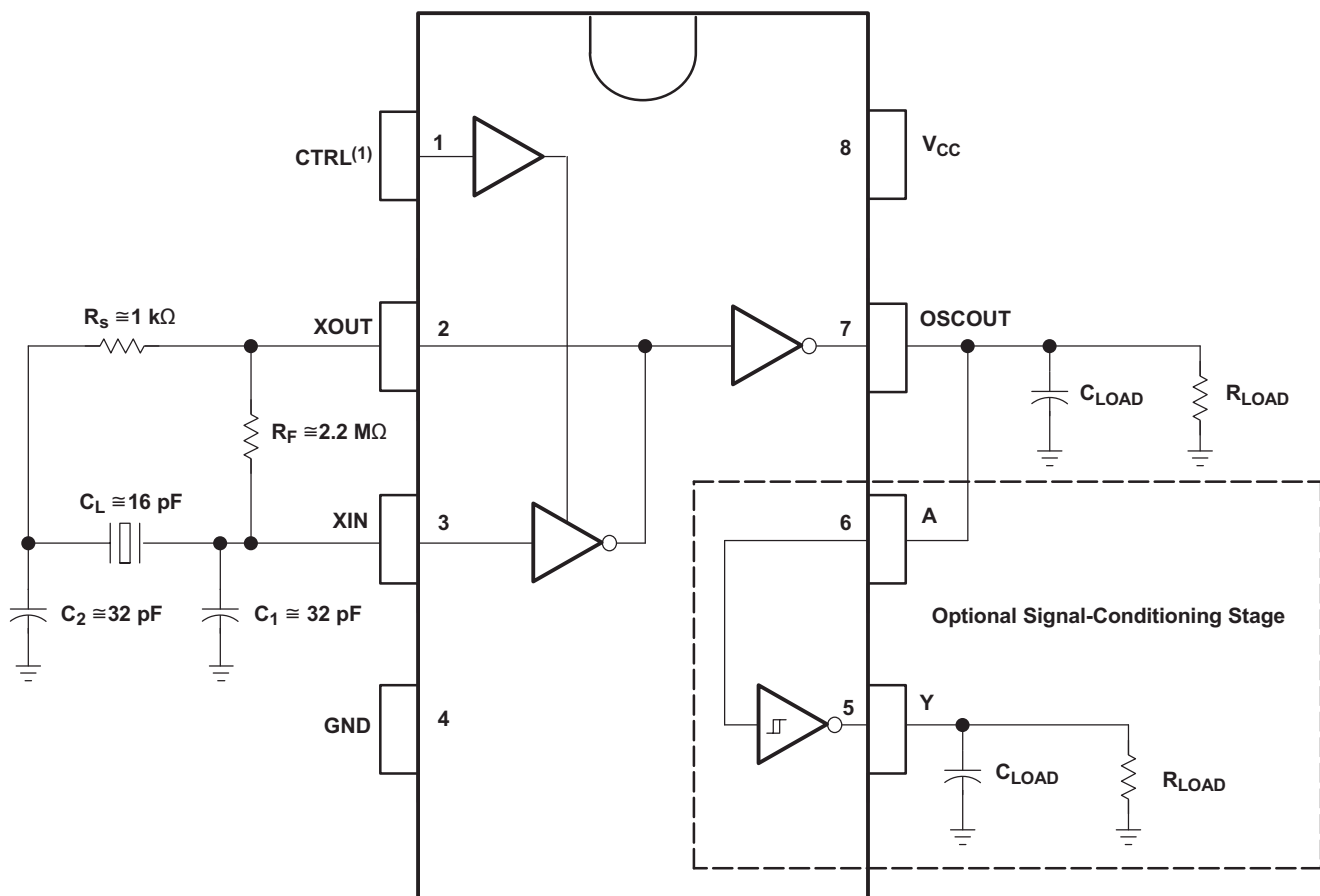 CTRL(1)
1
8
VCC
Rs ≅1 kΩ
XOUT
2
7
OSCOUT
CLOAD
RLOAD
RF ≅2.2 MΩ
CL ≅16 pF
XIN
3
6
A
C2 ≅32 pF
C1 ≅ 32 pF
Optional Signal-Conditioning Stage
GND
4
5
Y
CLOAD
RLOAD